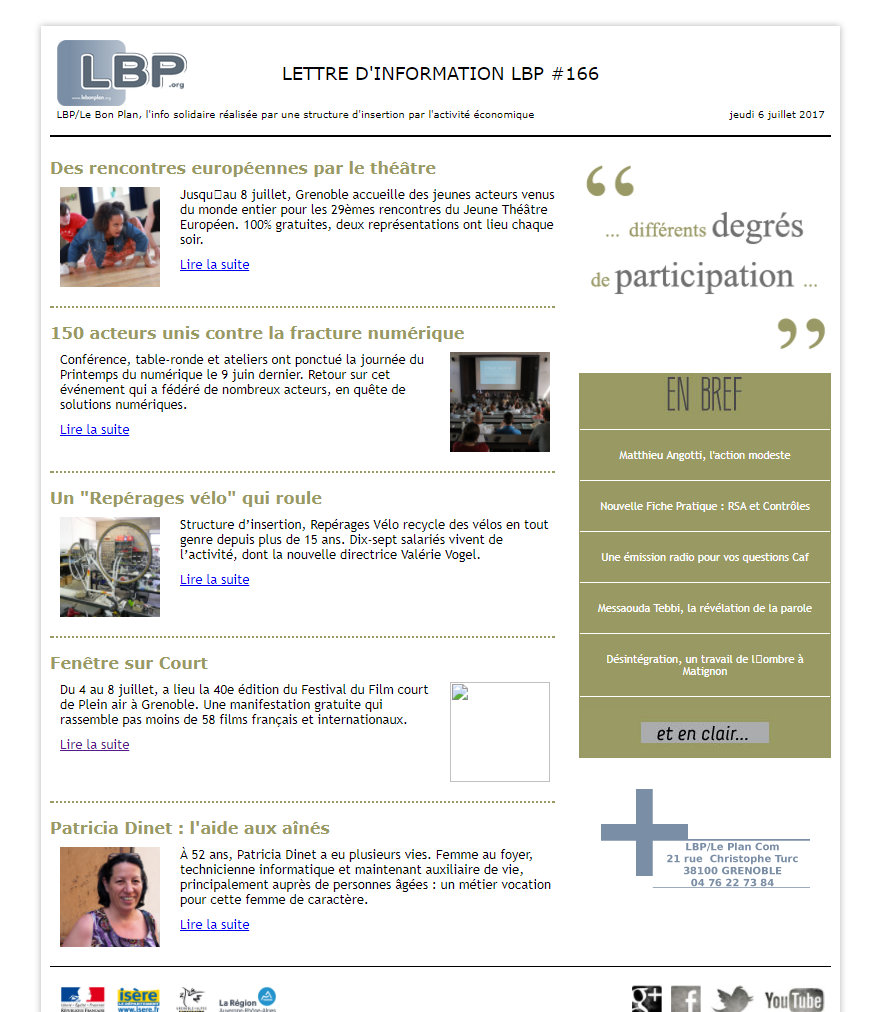 LBP
.org
www.lebonplan.org
LETTRE D'INFORMATION LBP #166
LBP/Le Bon Plan, l'info solidaire réalisée par une structure d'insertion par l'activité économique
jeudi 6 juillet 2017
Des rencontres européennes par le théâtre
Jusqu□au 8 juillet, Grenoble accueille des jeunes acteurs venus
du monde entier pour les 29èmes rencontres du Jeune Théâtre
Européen. 100% gratuites, deux représentations ont lieu chaque
soir.
Lire la suite
150 acteurs unis contre la fracture numérique
Conférence, table-ronde et ateliers ont ponctué la journée du
Printemps du numérique le 9 juin dernier. Retour sur cet
événement qui a fédéré de nombreux acteurs, en quête de
solutions numériques.
Lire la suite
Un "Repérages vélo" qui roule
Structure d’insertion, Repérages Vélo recycle des vélos en tout
genre depuis plus de 15 ans. Dix-sept salariés vivent de
l’activité, dont la nouvelle directrice Valérie Vogel.
Lire la suite
Fenêtre sur Court
Du 4 au 8 juillet, a lieu la 40e édition du Festival du Film court
de Plein air à Grenoble. Une manifestation gratuite qui
rassemble pas moins de 58 films français et internationaux.
Lire la suite
Patricia Dinet : l'aide aux aînés
À 52 ans, Patricia Dinet a eu plusieurs vies. Femme au foyer,
technicienne informatique et maintenant auxiliaire de vie,
principalement auprès de personnes âgées : un métier vocation
pour cette femme de caractère.
Lire la suite
“
... différents degrés
de participation ...
”
EN BREF
Matthieu Angotti, l'action modeste
Nouvelle Fiche Pratique : RSA et Contrôles
Une émission radio pour vos questions Caf
Messaouda Tebbi, la révélation de la parole
Désintégration, un travail de l□ombre à
Matignon
et en clair...
LBP/Le Plan Com
21 rue Christophe Turc
38100 GRENOBLE
04 76 22 73 84
RÉPUBLIQUE FRANÇAISE
isère
LE DÉPARTEMENT
www.isere.fr
La Région
Auvergne-Rhône-Alpes
g+
f
YouTube